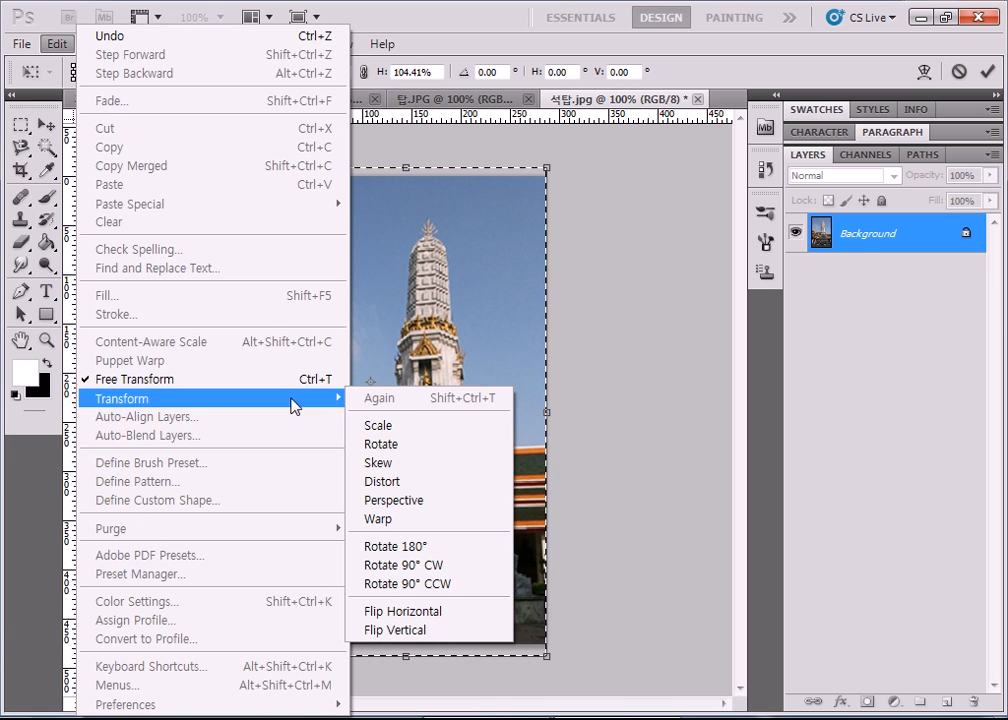 Ps
Br
Mb
100%
ESSENTIALS
DESIGN
PAINTING
CS Live
File
Edit
Help
H: 104.41%
0.00 °
H: 0.00 °
V: 0.00 °
탑.JPG @ 100% (RGB...
석탑.jpg @ 100% (RGB/8) *
100
150
200
250
300
350
400
450
Undo Ctrl+Z
Step Forward Shift+Ctrl+Z
Step Backward Alt+Ctrl+Z
Fade... Shift+Ctrl+F
Cut Ctrl+X
Copy Ctrl+C
Copy Merged Shift+Ctrl+C
Paste Ctrl+V
Paste Special
Clear
Check Spelling...
Find and Replace Text...
Fill... Shift+F5
Stroke...
Content-Aware Scale Alt+Shift+Ctrl+C
Puppet Warp
Free Transform Ctrl+T
Transform
Auto-Align Layers...
Auto-Blend Layers...
Define Brush Preset...
Define Pattern...
Define Custom Shape...
Purge
Adobe PDF Presets...
Preset Manager...
Color Settings... Shift+Ctrl+K
Assign Profile...
Convert to Profile...
Keyboard Shortcuts... Alt+Shift+Ctrl+K
Menus... Alt+Shift+Ctrl+M
Preferences
Again Shift+Ctrl+T
Scale
Rotate
Skew
Distort
Perspective
Warp
Rotate 180°
Rotate 90° CW
Rotate 90° CCW
Flip Horizontal
Flip Vertical
Mb
SWATCHES
STYLES
INFO
CHARACTER
PARAGRAPH
LAYERS
CHANNELS
PATHS
Normal
Opacity: 100%
Lock:
Fill: 100%
Background